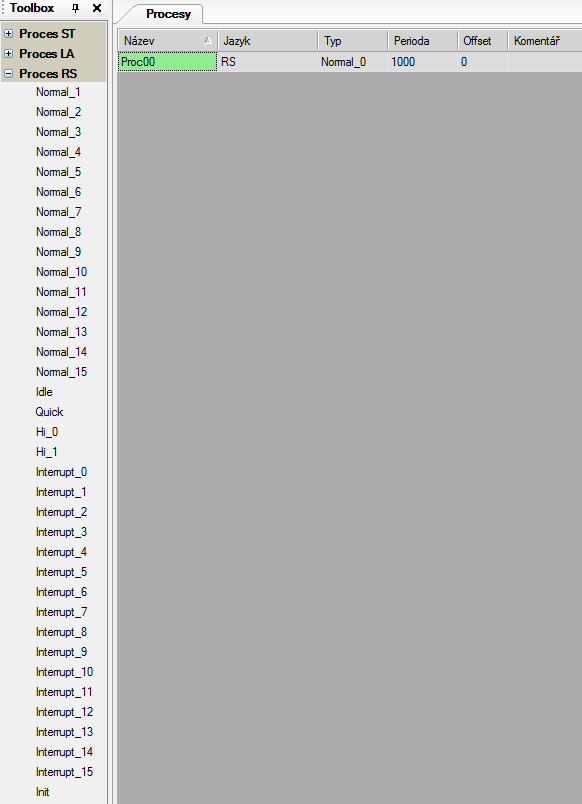 Toolbox
Proces ST
Proces LA
Proces RS
Normal_1
Normal_2
Normal_3
Normal_4
Normal_5
Normal_6
Normal_7
Normal_8
Normal_9
Normal_10
Normal_11
Normal_12
Normal_13
Normal_14
Normal_15
Idle
Quick
Hi_0
Hi_1
Interrupt_0
Interrupt_1
Interrupt_2
Interrupt_3
Interrupt_4
Interrupt_5
Interrupt_6
Interrupt_7
Interrupt_8
Interrupt_9
Interrupt_10
Interrupt_11
Interrupt_12
Interrupt_13
Interrupt_14
Interrupt_15
Init
Procesy
Název Jazyk Typ Perioda Offset Komentář
Proc00 RS Normal_0 1000 0